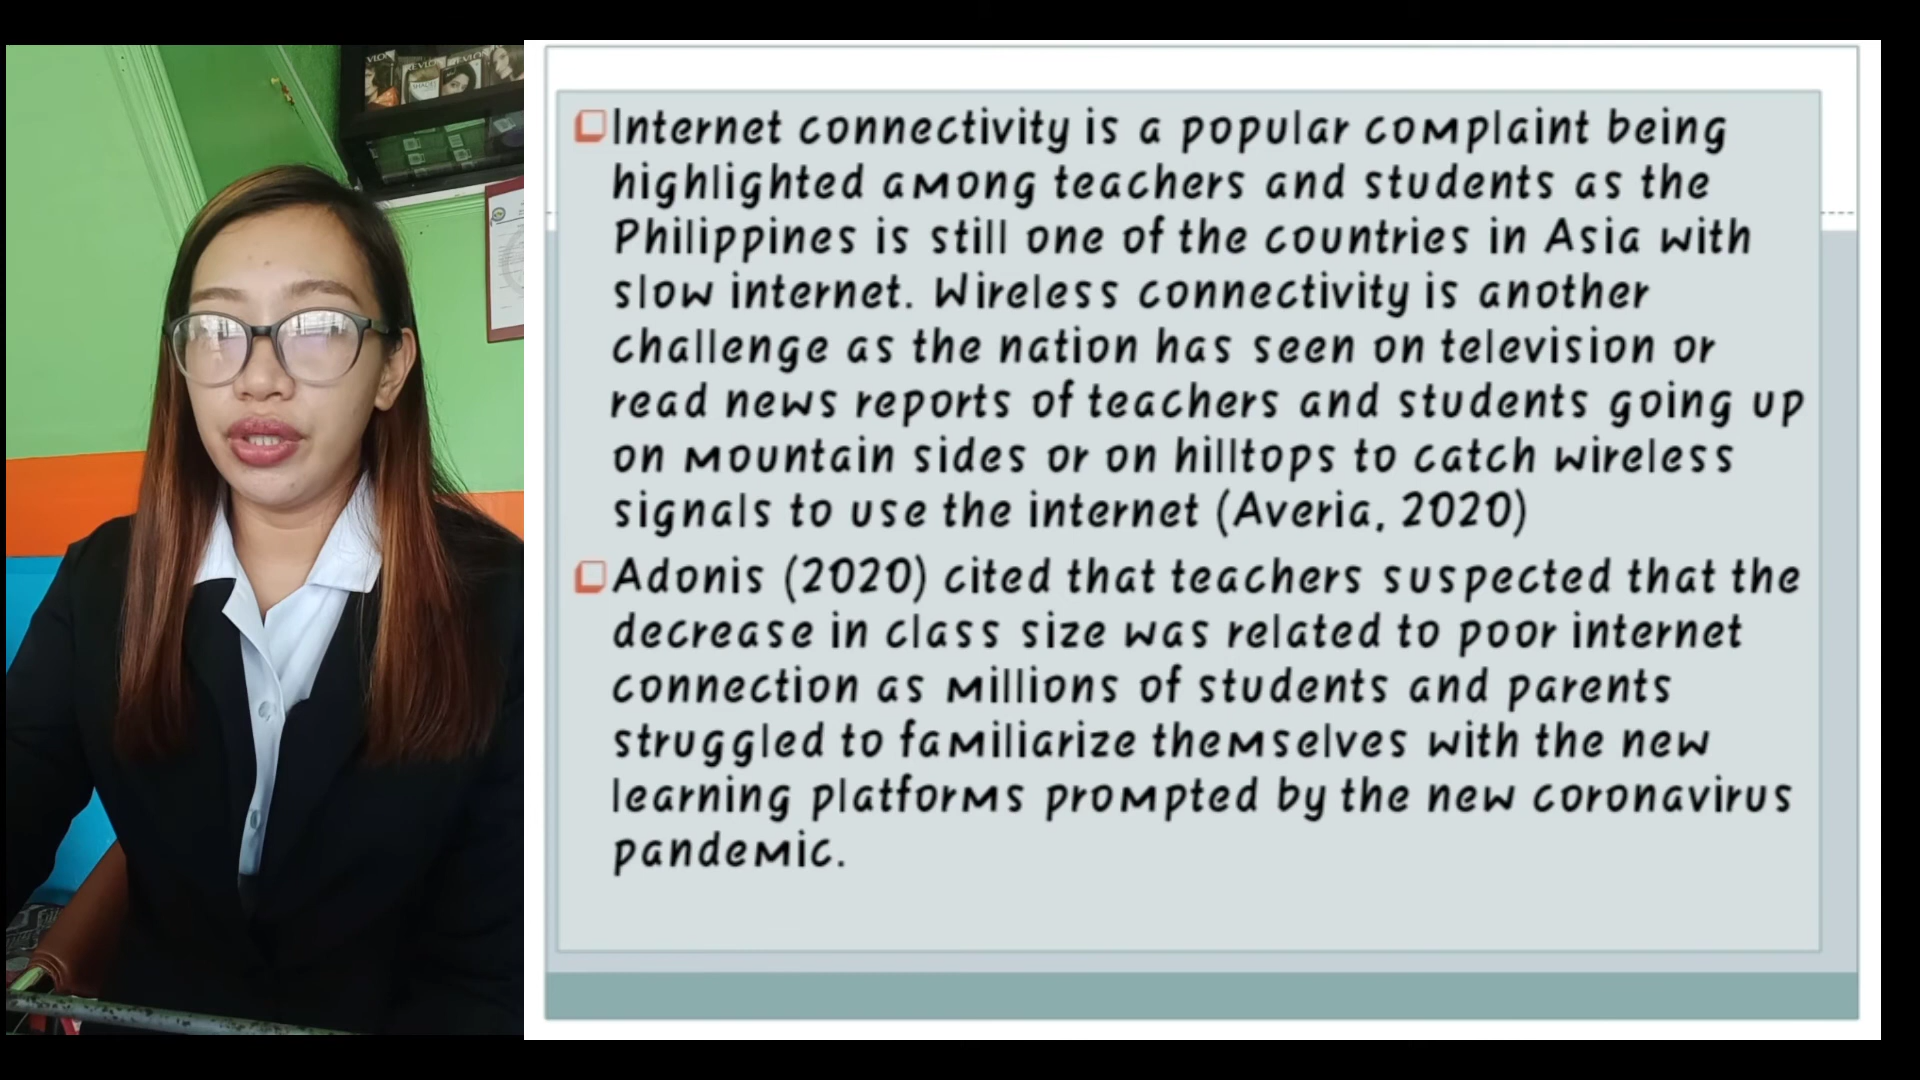 Internet connectivity is a popular complaint being
highlighted among teachers and students as the
Philippines is still one of the countries in Asia with
slow internet. Wireless connectivity is another
challenge as the nation has seen on television or
read news reports of teachers and students going up
on mountain sides or on hilltops to catch wireless
signals to use the internet (Averia, 2020)
Adonis (2020) cited that teachers suspected that the
decrease in class size was related to poor internet
connection as millions of students and parents
struggled to familiarize themselves with the new
learning platforms prompted by the new coronavirus
pandemic.